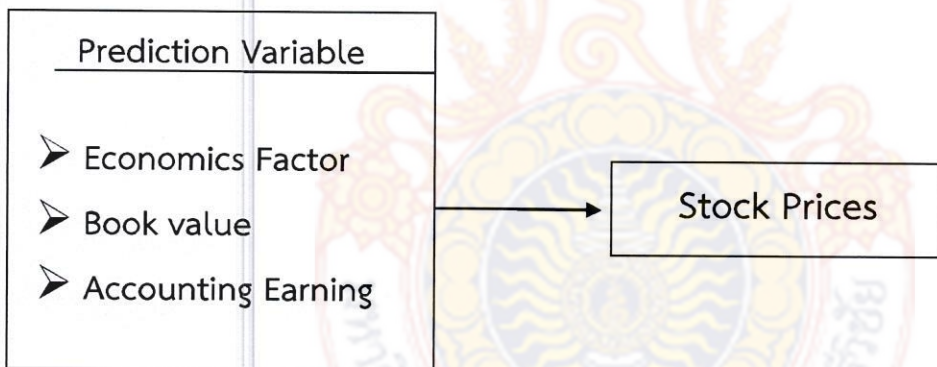 Prediction Variable
Economics Factor
Book value
Accounting Earning
Stock Prices